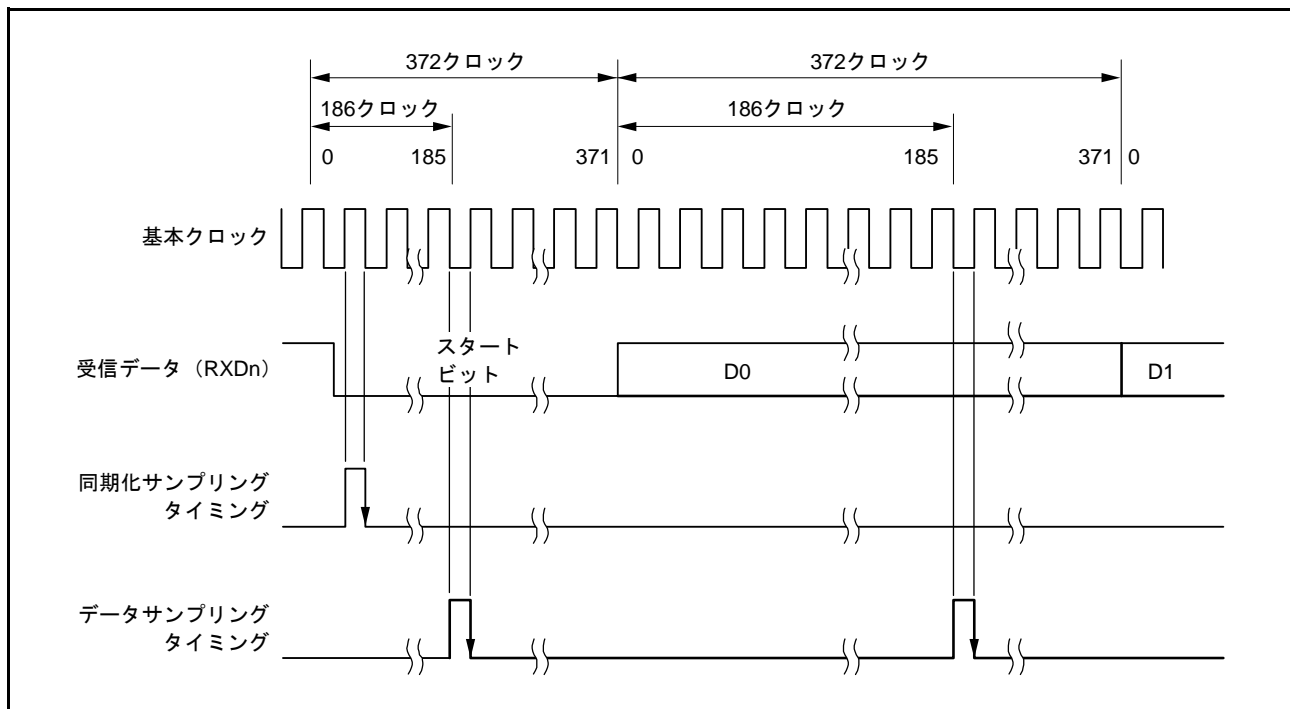 372クロック 372クロック
186クロック 186クロック
0 185 371 0 185 371 0
基本クロック
受信データ（RXDn）
スタート
ビット
D0
D1
同期化サンプリング
タイミング
データサンプリング
タイミング